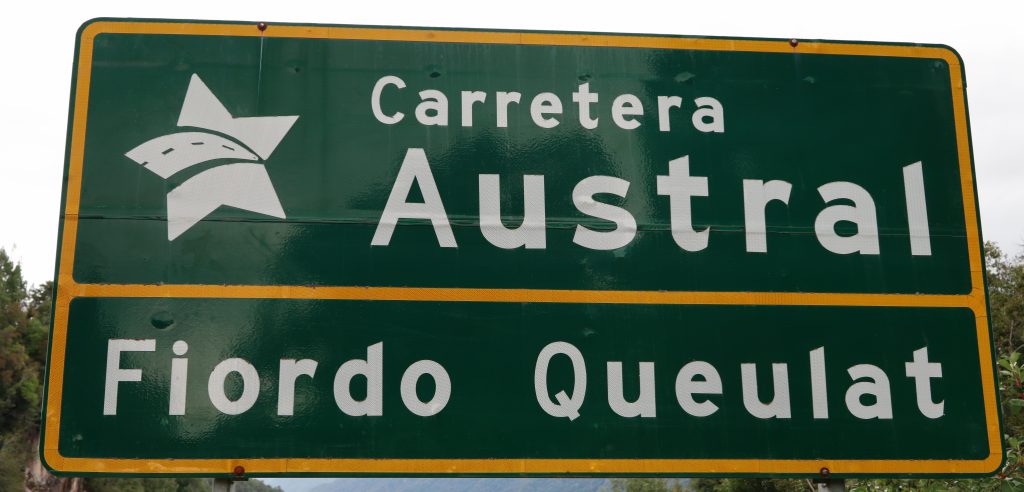 Carretera
Austral
Fiordo Queulat